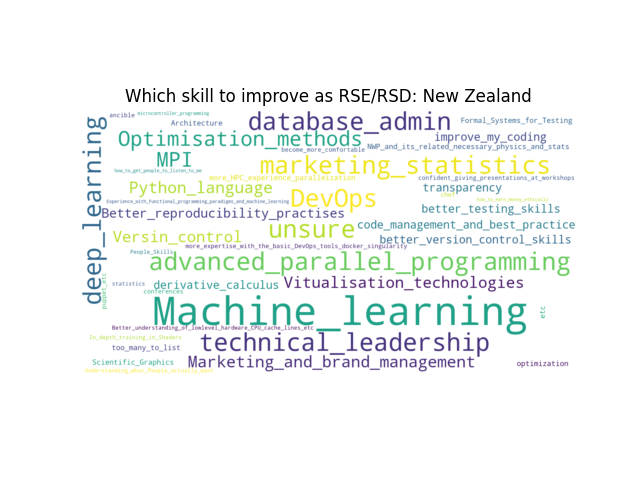 Which skill to improve as RSE/RSD: New Zealand
ancible
microcontroller_programming
Architecture
database_admin
Formal_Systems_for_Testing
deep_learning
Optimisation_methods
improve_my_coding
become_more_comfortable
NWP_and_its_related_necessary_physics_and_stats
MPI
marketing_statistics
how_to_get_people_to_listen_to_me
more_HPC_experience_paralleization
confident_giving_presentations_at_workshops
Python_language
DevOps
transparency
chef
how_to_earn_money_ethically
Experience_with_functional_programming_paradigms_and_machine_learning
Better_reproducibility_practises
better_testing_skills
unsure
code_management_and_best_practice
Versin_control
better_version_control_skills
more_expertise_with_the_basic_DevOps_tools_docker_singularity
People_Skills
advanced_parallel_programming
puppet_etc
statistics
derivative_calculus
Vitualisation_technologies
conferences
Machine_learning
etc
Better_understanding_of_lowlevel_hardware_CPU_cache_lines_etc
In_depth_training_in_Shaders
technical_leadership
too_many_to_list
Scientific_Graphics
Marketing_and_brand_management
optimization
Understanding_what_People_actually_want